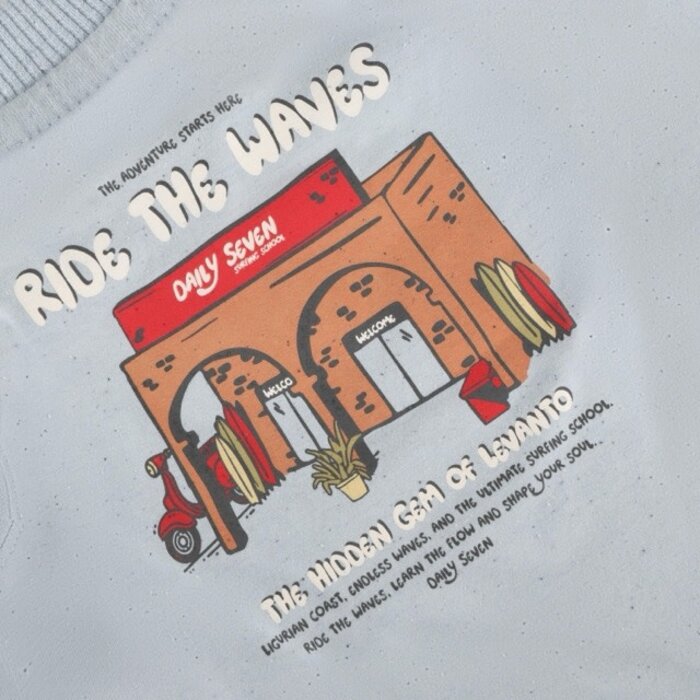 THE ADVENTURE STARTS HERE
RIDE THE WAVES
DAILY SEVEN
SURFING SCHOOL
WELCOME
WELCO
THE HIDDEN GEM OF LEVANTO
LIGURIAN COAST, ENDLESS WAVES, AND THE ULTIMATE SURFING SCHOOL.
RIDE THE WAVES, LEARN THE FLOW AND SHAPE YOUR SOUL...
DAILY SEVEN